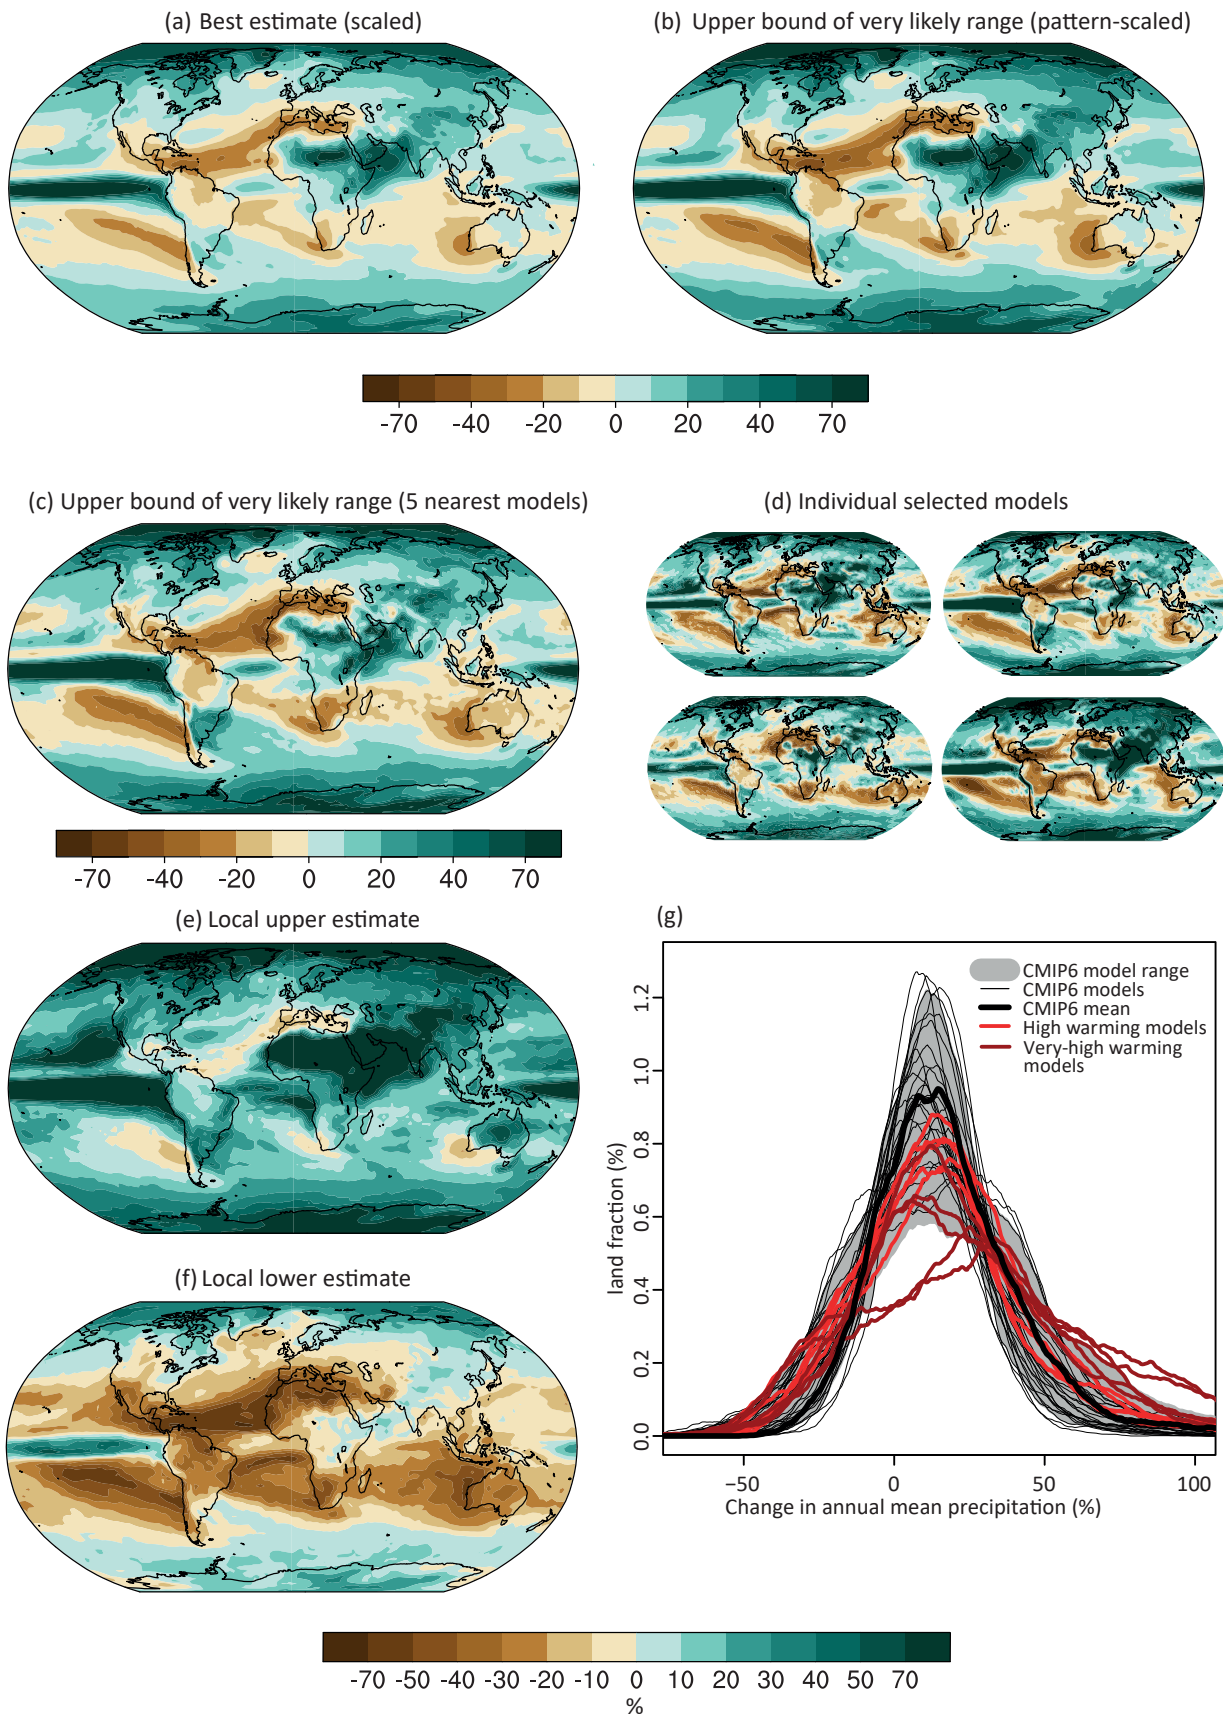 (a) Best estimate (scaled)
(b) Upper bound of very likely range (pattern-scaled)
-70 -40 -20 0 20 40 70
(c) Upper bound of very likely range (5 nearest models)
(d) Individual selected models
-70 -40 -20 0 20 40 70
(e) Local upper estimate
(g)
CMIP6 model range
CMIP6 models
CMIP6 mean
High warming models
Very-high warming
models
land fraction (%)
1.2
1.0
0.8
0.6
0.4
0.2
0.0
−50 0 50 100
Change in annual mean precipitation (%)
(f) Local lower estimate
-70 -50 -30 -20 -10 0 10 20 30 50 70
%